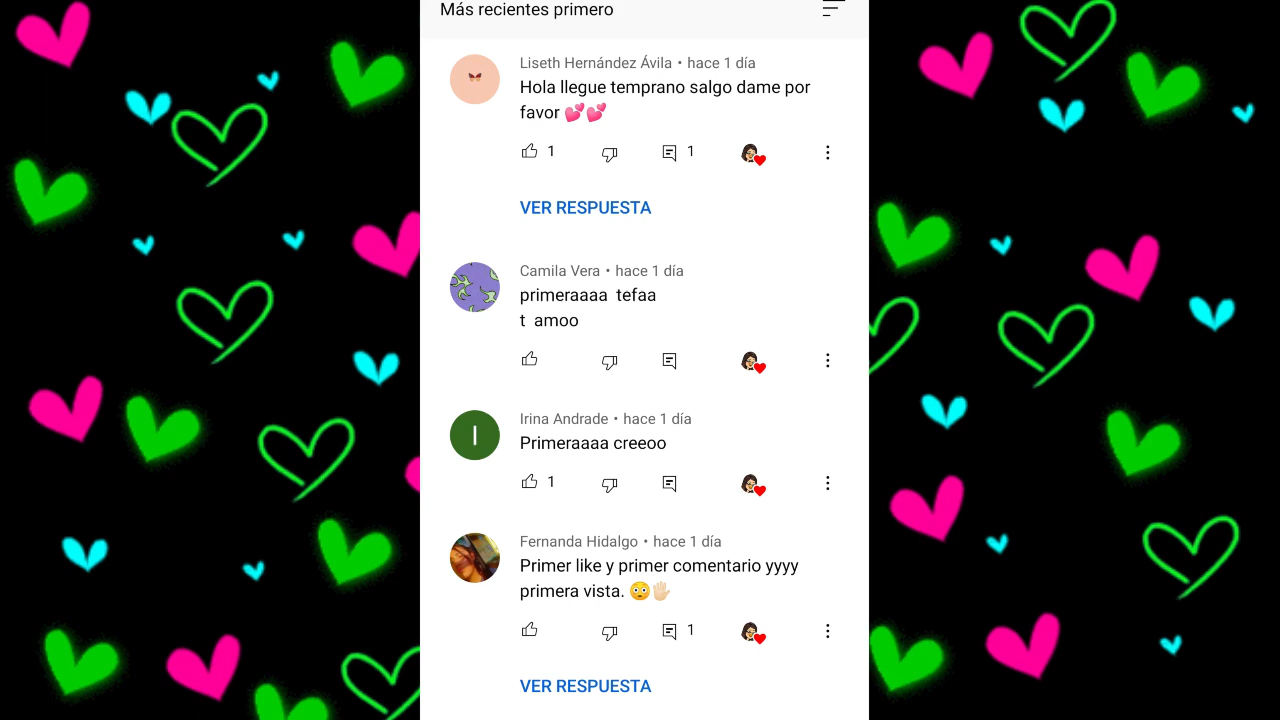 Más recientes primero
Liseth Hernández Ávila • hace 1 día
Hola llegue temprano salgo dame por
favor 💕💕
1
1
VER RESPUESTA
Camila Vera • hace 1 día
primeraaaa tefaa
t amoo
I
Irina Andrade • hace 1 día
Primeraaaa creeoo
1
Fernanda Hidalgo • hace 1 día
Primer like y primer comentario yyyy
primera vista. 😳🖐🏻
1
VER RESPUESTA